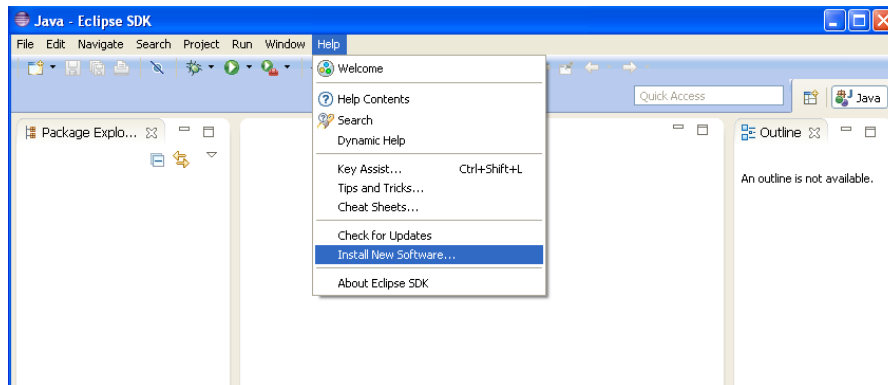 Java - Eclipse SDK
File Edit Navigate Search Project Run Window Help
Welcome
Help Contents
Search
Dynamic Help
Key Assist... Ctrl+Shift+L
Tips and Tricks...
Cheat Sheets...
Check for Updates
Install New Software...
About Eclipse SDK
Quick Access
Java
Package Explo...
Outline
An outline is not available.